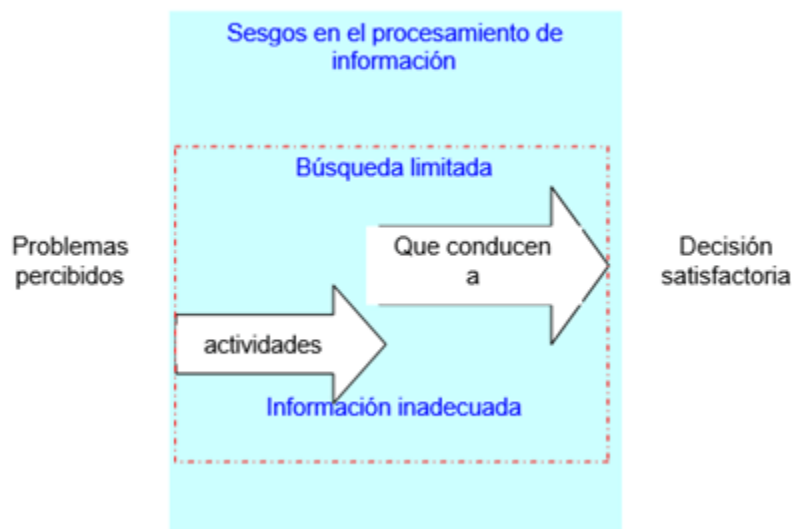 Sesgos en el procesamiento de
información
Búsqueda limitada
Problemas
percibidos
Que conducen
a
Decisión
satisfactoria
actividades
Información inadecuada